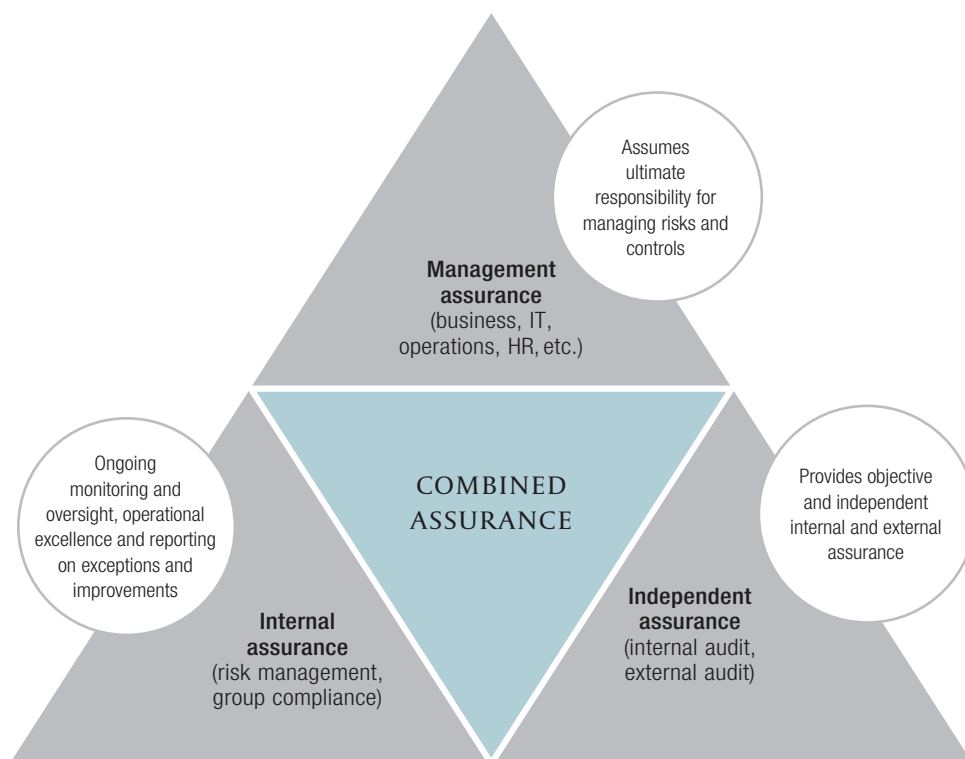 Assumes
ultimate
responsibility for
managing risks and
controls
Management
assurance
(business, IT,
operations, HR, etc.)
Ongoing
monitoring and
oversight, operational
excellence and reporting
on exceptions and
improvements
COMBINED
ASSURANCE
Provides objective
and independent
internal and external
assurance
Internal
assurance
(risk management,
group compliance)
Independent
assurance
(internal audit,
external audit)